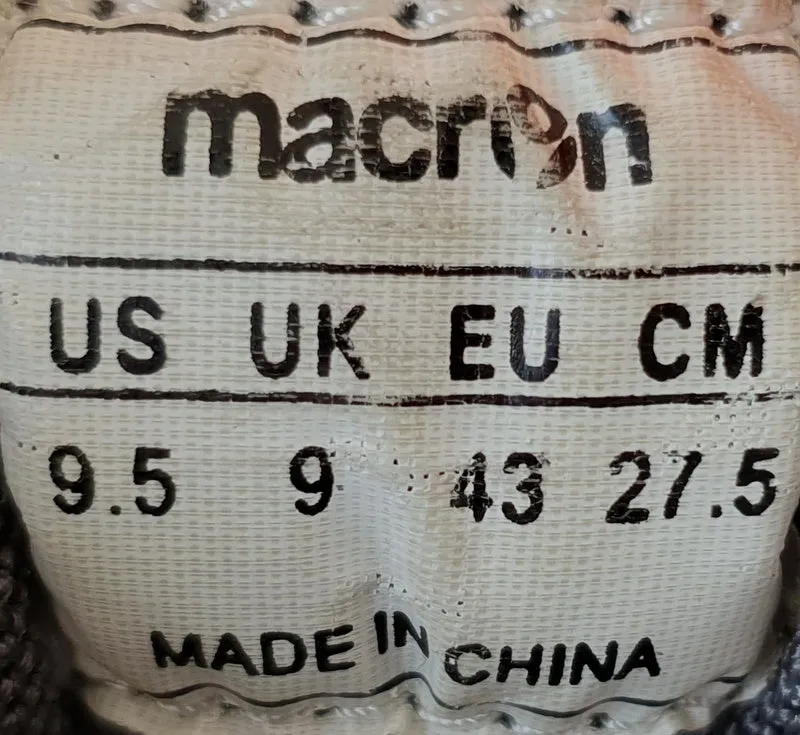 macron
US UK EU CM
9.5 9 43 27.5
MADE IN CHINA